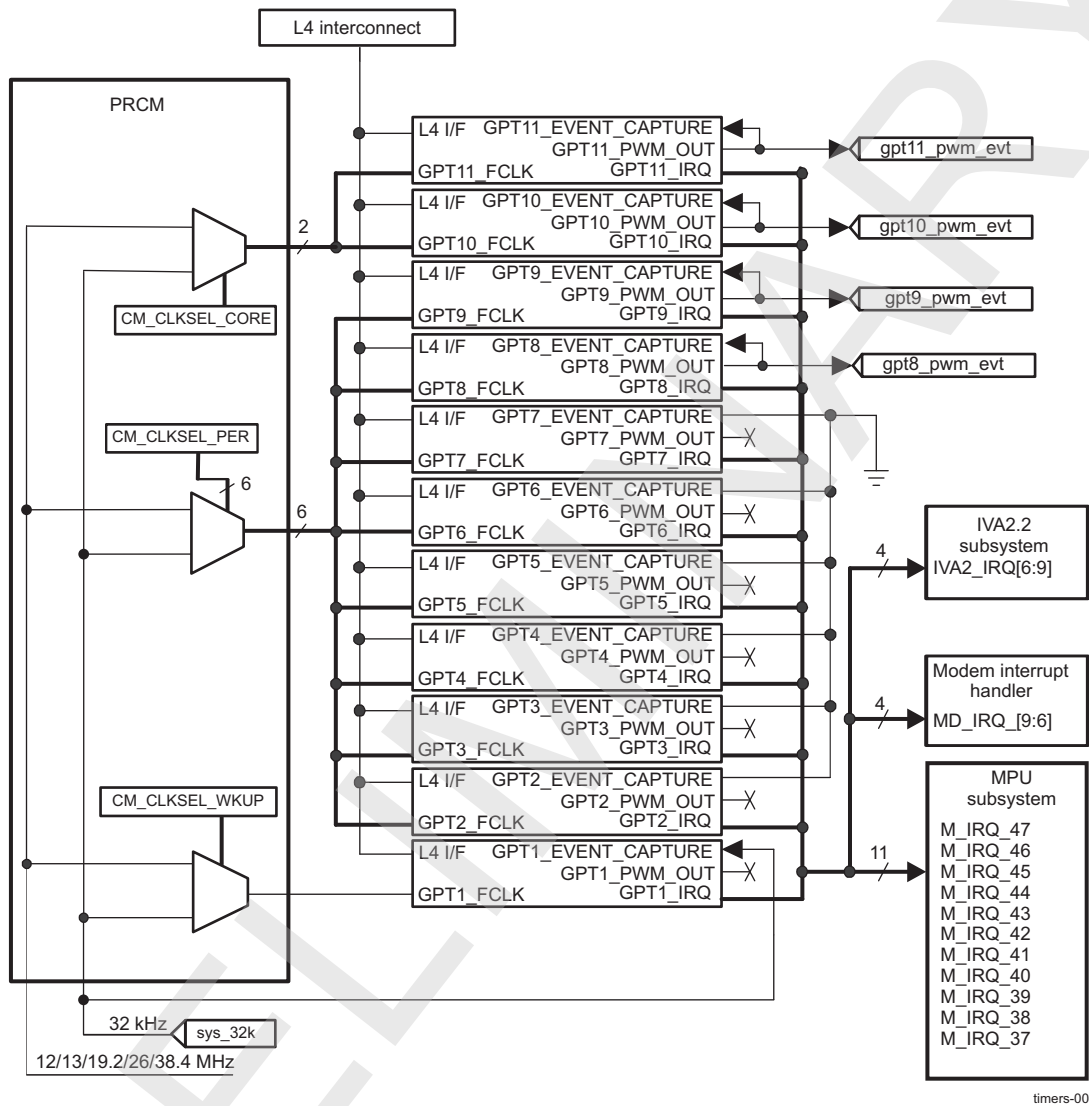 L4 interconnect
PRCM
L4 I/F GPT11_EVENT_CAPTURE
GPT11_PWM_OUT
GPT11_FCLK GPT11_IRQ
gpt11_pwm_evt
L4 I/F GPT10_EVENT_CAPTURE
GPT10_PWM_OUT
GPT10_FCLK GPT10_IRQ
gpt10_pwm_evt
2
L4 I/F GPT9_EVENT_CAPTURE
GPT9_PWM_OUT
GPT9_FCLK GPT9_IRQ
gpt9_pwm_evt
CM_CLKSEL_CORE
L4 I/F GPT8_EVENT_CAPTURE
GPT8_PWM_OUT
GPT8_FCLK GPT8_IRQ
gpt8_pwm_evt
L4 I/F GPT7_EVENT_CAPTURE
GPT7_PWM_OUT
GPT7_FCLK GPT7_IRQ
CM_CLKSEL_PER
6
6
L4 I/F GPT6_EVENT_CAPTURE
GPT6_PWM_OUT
GPT6_FCLK GPT6_IRQ
L4 I/F GPT5_EVENT_CAPTURE
GPT5_PWM_OUT
GPT5_FCLK GPT5_IRQ
4
IVA2.2
subsystem
IVA2_IRQ[6:9]
L4 I/F GPT4_EVENT_CAPTURE
GPT4_PWM_OUT
GPT4_FCLK GPT4_IRQ
L4 I/F GPT3_EVENT_CAPTURE
GPT3_PWM_OUT
GPT3_FCLK GPT3_IRQ
4
Modem interrupt
handler
MD_IRQ_[9:6]
L4 I/F GPT2_EVENT_CAPTURE
GPT2_PWM_OUT
GPT2_FCLK GPT2_IRQ
CM_CLKSEL_WKUP
L4 I/F GPT1_EVENT_CAPTURE
GPT1_PWM_OUT
GPT1_FCLK GPT1_IRQ
11
MPU
subsystem
M_IRQ_47
M_IRQ_46
M_IRQ_45
M_IRQ_44
M_IRQ_43
M_IRQ_42
M_IRQ_41
M_IRQ_40
M_IRQ_39
M_IRQ_38
M_IRQ_37
32 kHz
sys_32k
12/13/19.2/26/38.4 MHz
timers-00
ELIMINARY